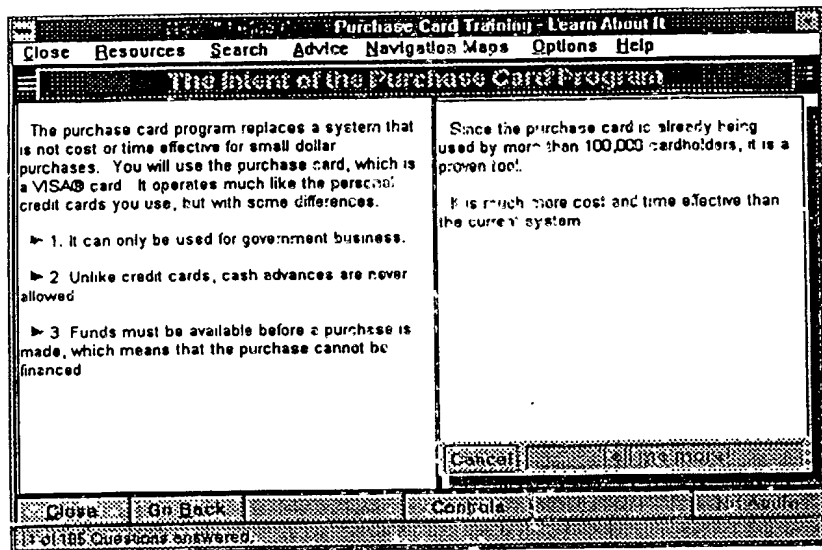 Purchase Card Training - Learn About It
Close Resources Search Advice Navigation Maps Options Help
The Intent of the Purchase Card Program
The purchase card program replaces a system that
is not cost or time effective for small dollar
purchases. You will use the purchase card, which is
a VISA® card It operates much like the personal
credit cards you use, but with some differences.
► 1. It can only be used for government business.
► 2 Unlike credit cards, cash advances are never
allowed
► 3 Funds must be available before a purchase is
made, which means that the purchase cannot be
financed
Since the purchase card is already being
used by more than 100,000 cardholders, it is a
proven tool.
It is much more cost and time effective than
the current system
Cancel Tell me more!
Close Go Back Controls
of 185 Questions answered.